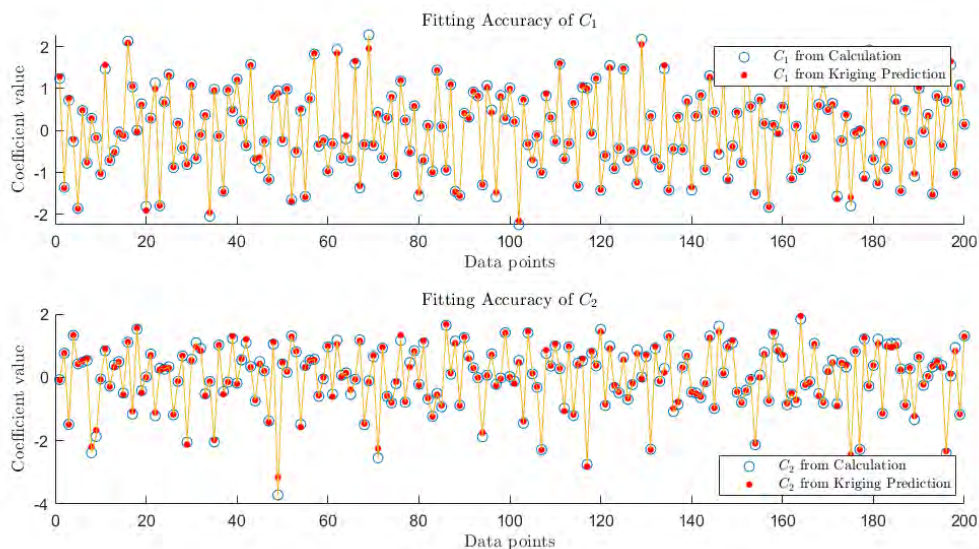 Fitting Accuracy of C₁
Coefficient value
2
1
0
-1
-2
C₁ from Calculation
C₁ from Kriging Prediction
0 20 40 60 80 100 120 140 160 180 200
Data points
Fitting Accuracy of C₂
Coefficient value
2
0
-2
-4
C₂ from Calculation
C₂ from Kriging Prediction
0 20 40 60 80 100 120 140 160 180 200
Data points